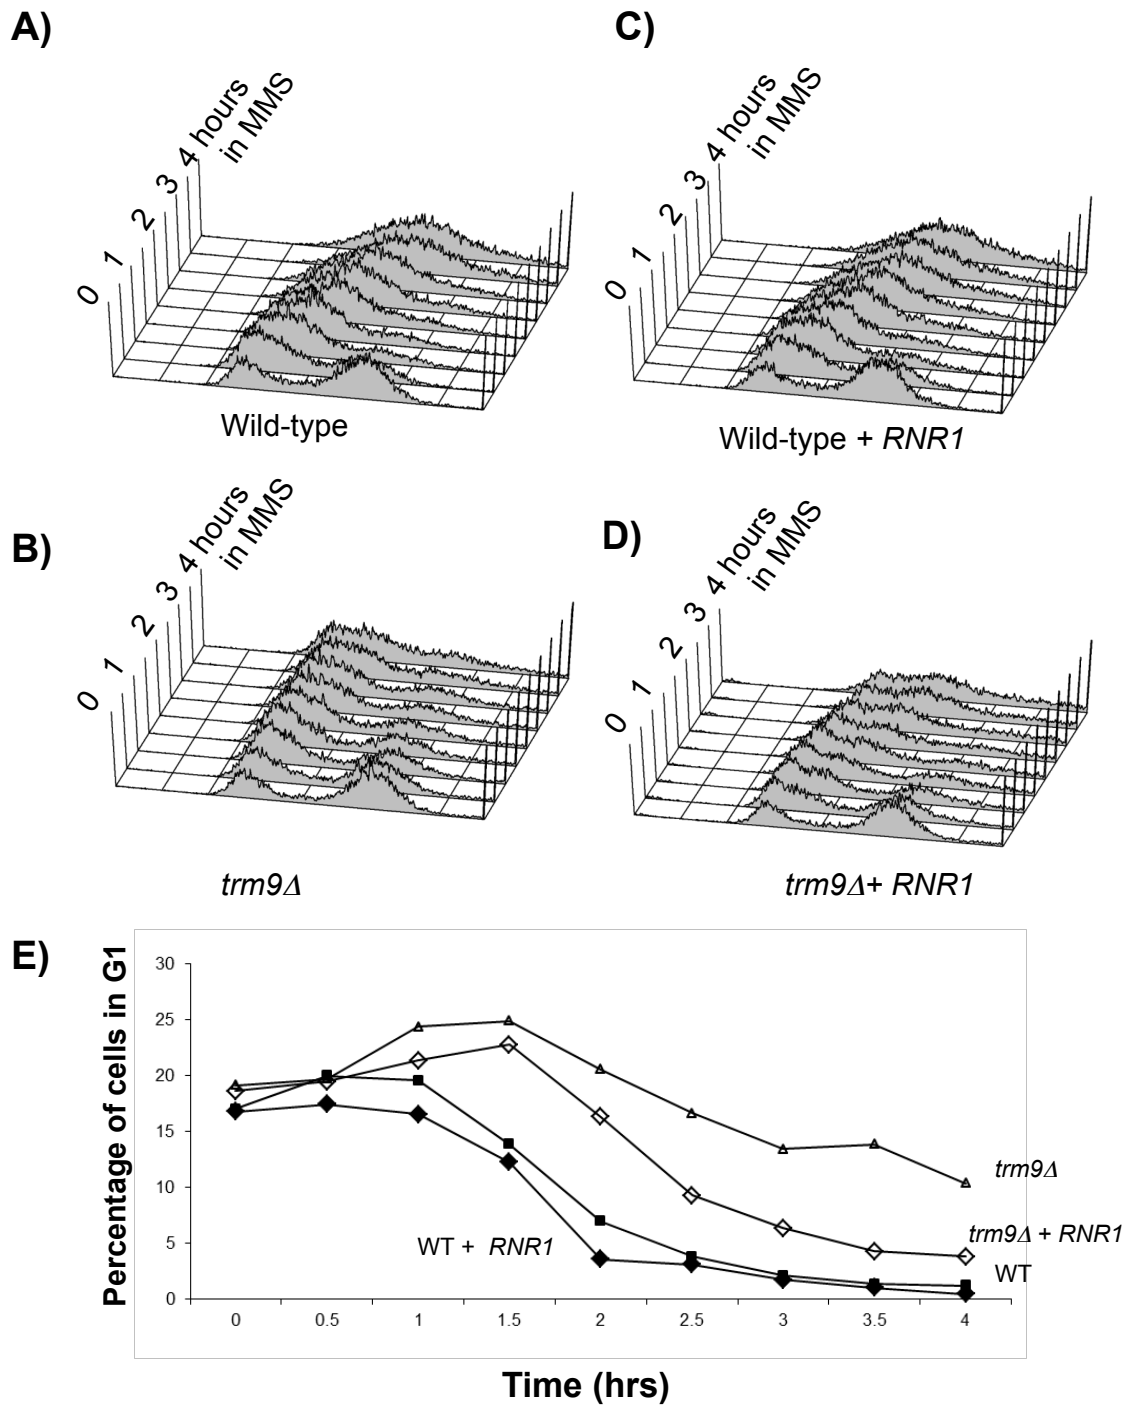 A)
4 hours
in MMS
3
2
1
0
Wild-type
C)
4 hours
in MMS
3
2
1
0
Wild-type + RNR1
B)
4 hours
in MMS
3
2
1
0
trm9Δ
D)
4 hours
in MMS
3
2
1
0
trm9Δ+ RNR1
E)
Percentage of cells in G1
30
25
20
15
10
5
0
trm9Δ
trm9Δ + RNR1
WT + RNR1
WT
0 0.5 1 1.5 2 2.5 3 3.5 4
Time (hrs)